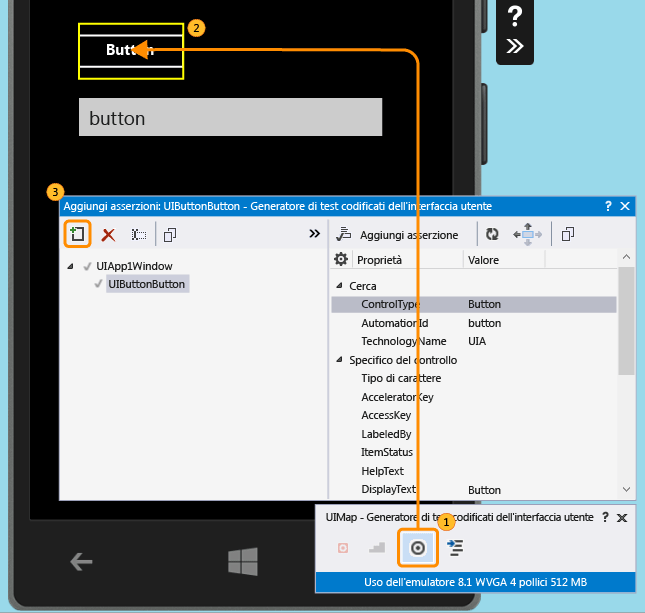 ?
2
Button
button
3
Aggiungi asserzioni: UIButtonButton - Generatore di test codificati dell'interfaccia utente ? X
Aggiungi asserzione
Proprietà Valore
UIApp1Window
UIButtonButton
Cerca
ControlType Button
AutomationId button
TechnologyName UIA
Specifico del controllo
Tipo di carattere
AcceleratorKey
AccessKey
LabeledBy
ItemStatus
HelpText
DisplayText Button
1
UIMap - Generatore di test codificati dell'interfaccia utente ? X
Uso dell'emulatore 8.1 WVGA 4 pollici 512 MB